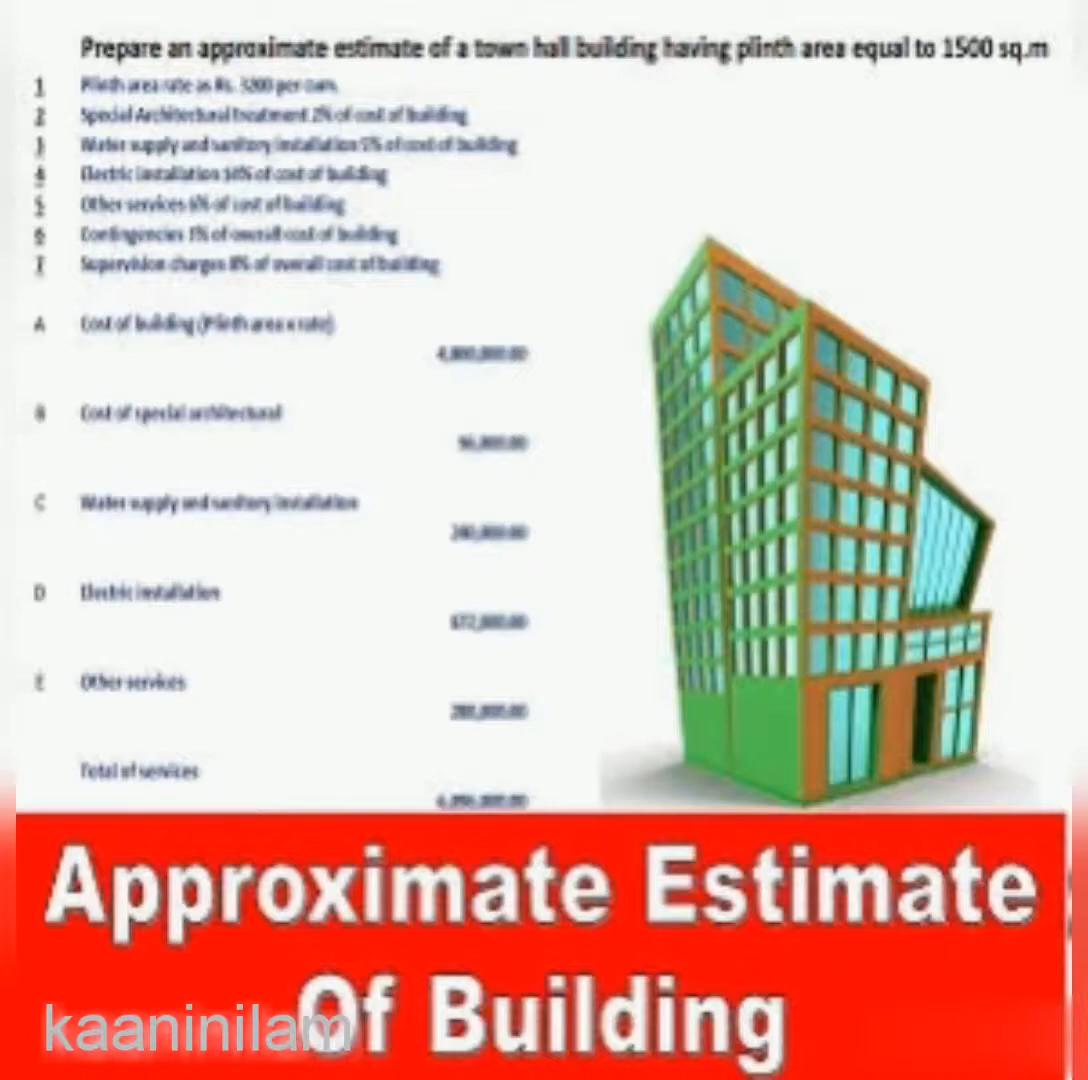 Prepare an approximate estimate of a town hall building having plinth area equal to 1500 sq.m
1 Plinth area rate as Rs. 3200 per
2 Special Architectural treatment 2% of cost of building
3 Water supply and sanitory installation 5% of cost of building
4 Electric installation 14% of cost of building
5 Other services 6% of cost of building
6 Contingencies of overall cost of building
7 Supervision charges 8% of overall cost of building
A Cost of building (Plinth area x rate)
4,800,000.00
B Cost of special architectural
96,000.00
C Water supply and sanitory installation
240,000.00
D Electric installation
672,000.00
E Other services
288,000.00
Total of services
6,096,000.00
Approximate Estimate
Of Building
kaaninilam